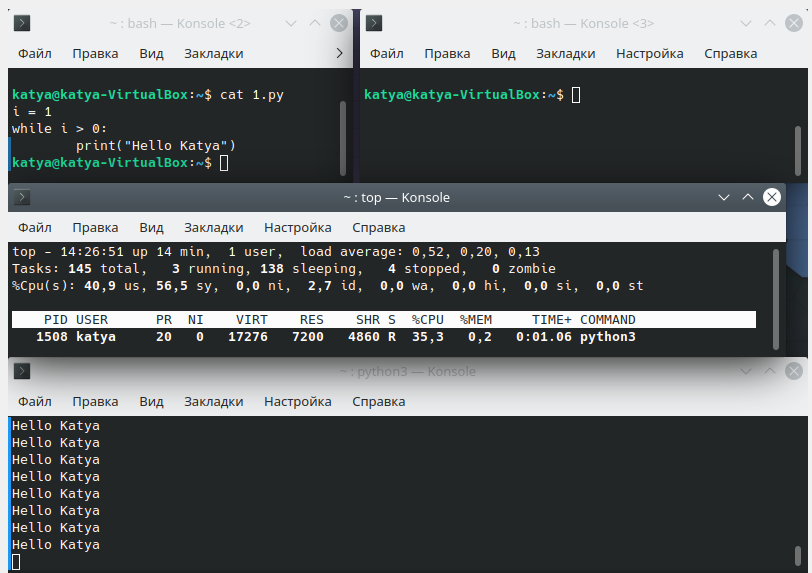 ~ : bash — Konsole <2>
Файл Правка Вид Закладки
katya@katya-VirtualBox:~$ cat 1.py
i = 1
while i > 0:
        print("Hello Katya")
katya@katya-VirtualBox:~$
~ : bash — Konsole <3>
Файл Правка Вид Закладки Настройка Справка
katya@katya-VirtualBox:~$
~ : top — Konsole
Файл Правка Вид Закладки Настройка Справка
top - 14:26:51 up 14 min,  1 user,  load average: 0,52, 0,20, 0,13
Tasks: 145 total,   3 running, 138 sleeping,   4 stopped,   0 zombie
%Cpu(s): 40,9 us, 56,5 sy,  0,0 ni,  2,7 id,  0,0 wa,  0,0 hi,  0,0 si,  0,0 st
    PID USER      PR  NI    VIRT    RES    SHR S  %CPU  %MEM     TIME+ COMMAND
   1508 katya     20   0   17276   7200   4860 R  35,3   0,2   0:01.06 python3
~ : python3 — Konsole
Файл Правка Вид Закладки Настройка Справка
Hello Katya
Hello Katya
Hello Katya
Hello Katya
Hello Katya
Hello Katya
Hello Katya
Hello Katya